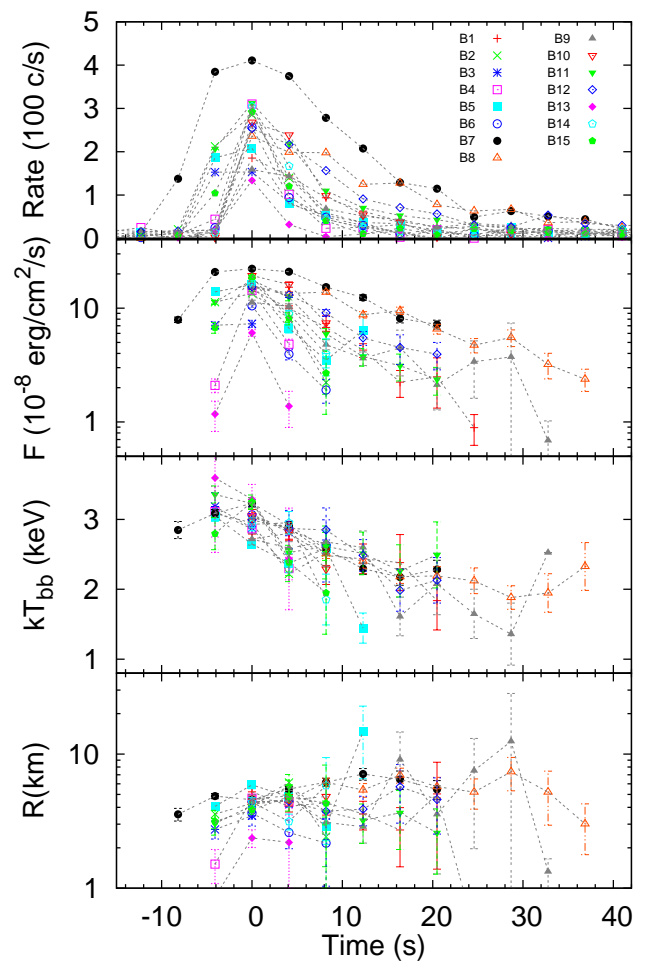 Rate (100 c/s)
5
4
3
2
1
0
B1
B2
B3
B4
B5
B6
B7
B8
B9
B10
B11
B12
B13
B14
B15
F (10⁻⁸ erg/cm²/s)
10
1
kT_bb (keV)
3
2
1
R(km)
10
1
-10 0 10 20 30 40
Time (s)